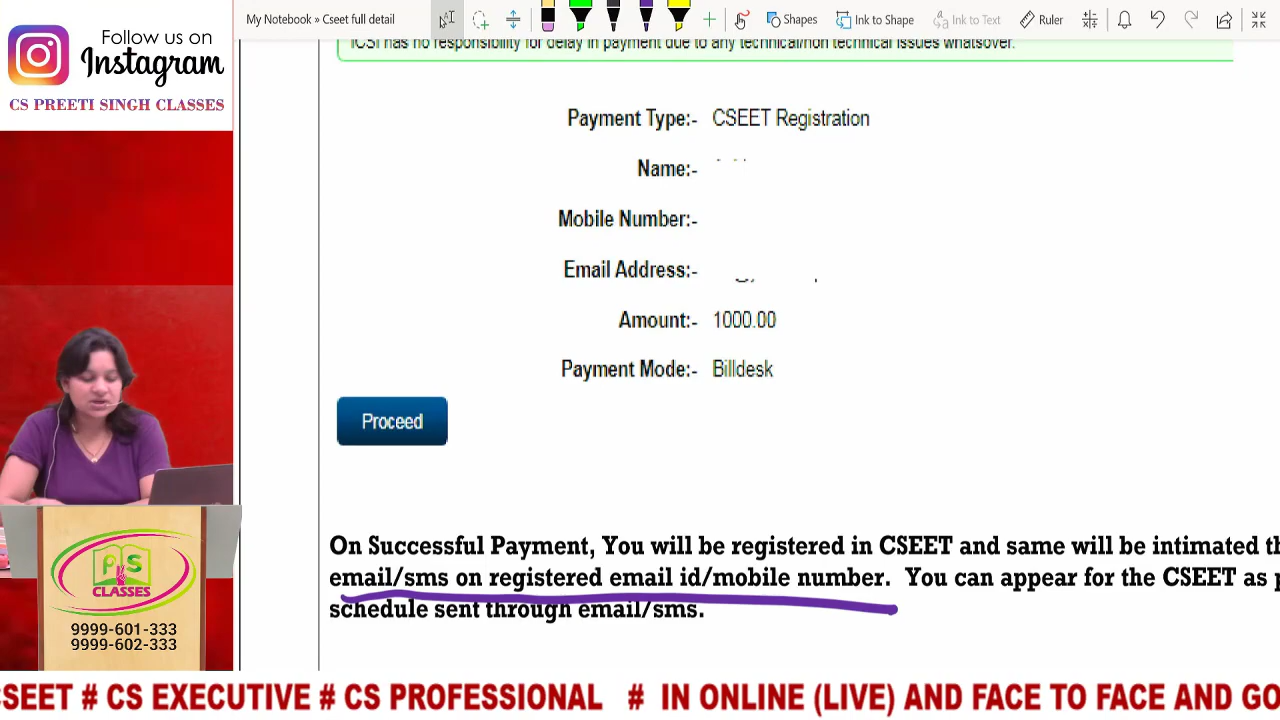 Follow us on
Instagram
CS PREETI SINGH CLASSES
My Notebook » Cseet full detail
Shapes
Ink to Shape
Ink to Text
Ruler
ICSI has no responsibility for delay in payment due to any technical/non technical issues whatsover.
Payment Type:- CSEET Registration
Name:-
Mobile Number:-
Email Address:-
Amount:- 1000.00
Payment Mode:- Billdesk
Proceed
On Successful Payment, You will be registered in CSEET and same will be intimated
email/sms on registered email id/mobile number. You can appear for the CSEET as
schedule sent through email/sms.
PS
CLASSES
9999-601-333
9999-602-333
CSEET # CS EXECUTIVE # CS PROFESSIONAL # IN ONLINE (LIVE) AND FACE TO FACE AND